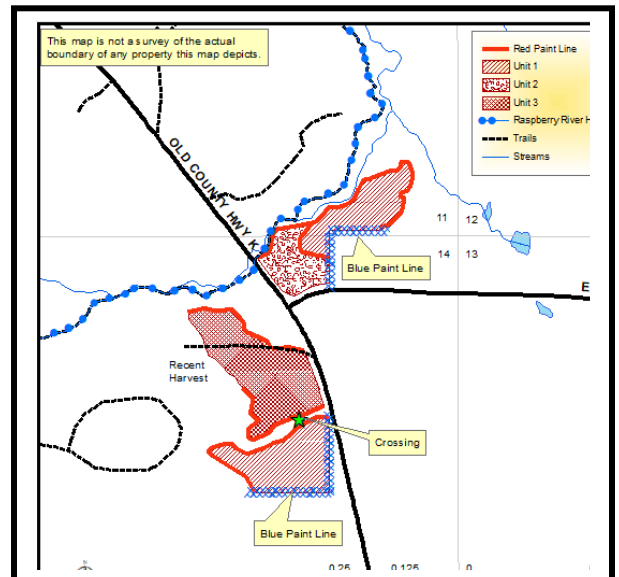 This map is not a survey of the actual
boundary of any property this map depicts.
Red Paint Line
Unit 1
Unit 2
Unit 3
Raspberry River H
Trails
Streams
OLD COUNTY HWY K
11 12
14 13
Blue Paint Line
E
Recent
Harvest
Crossing
Blue Paint Line
0.25 0.125 0